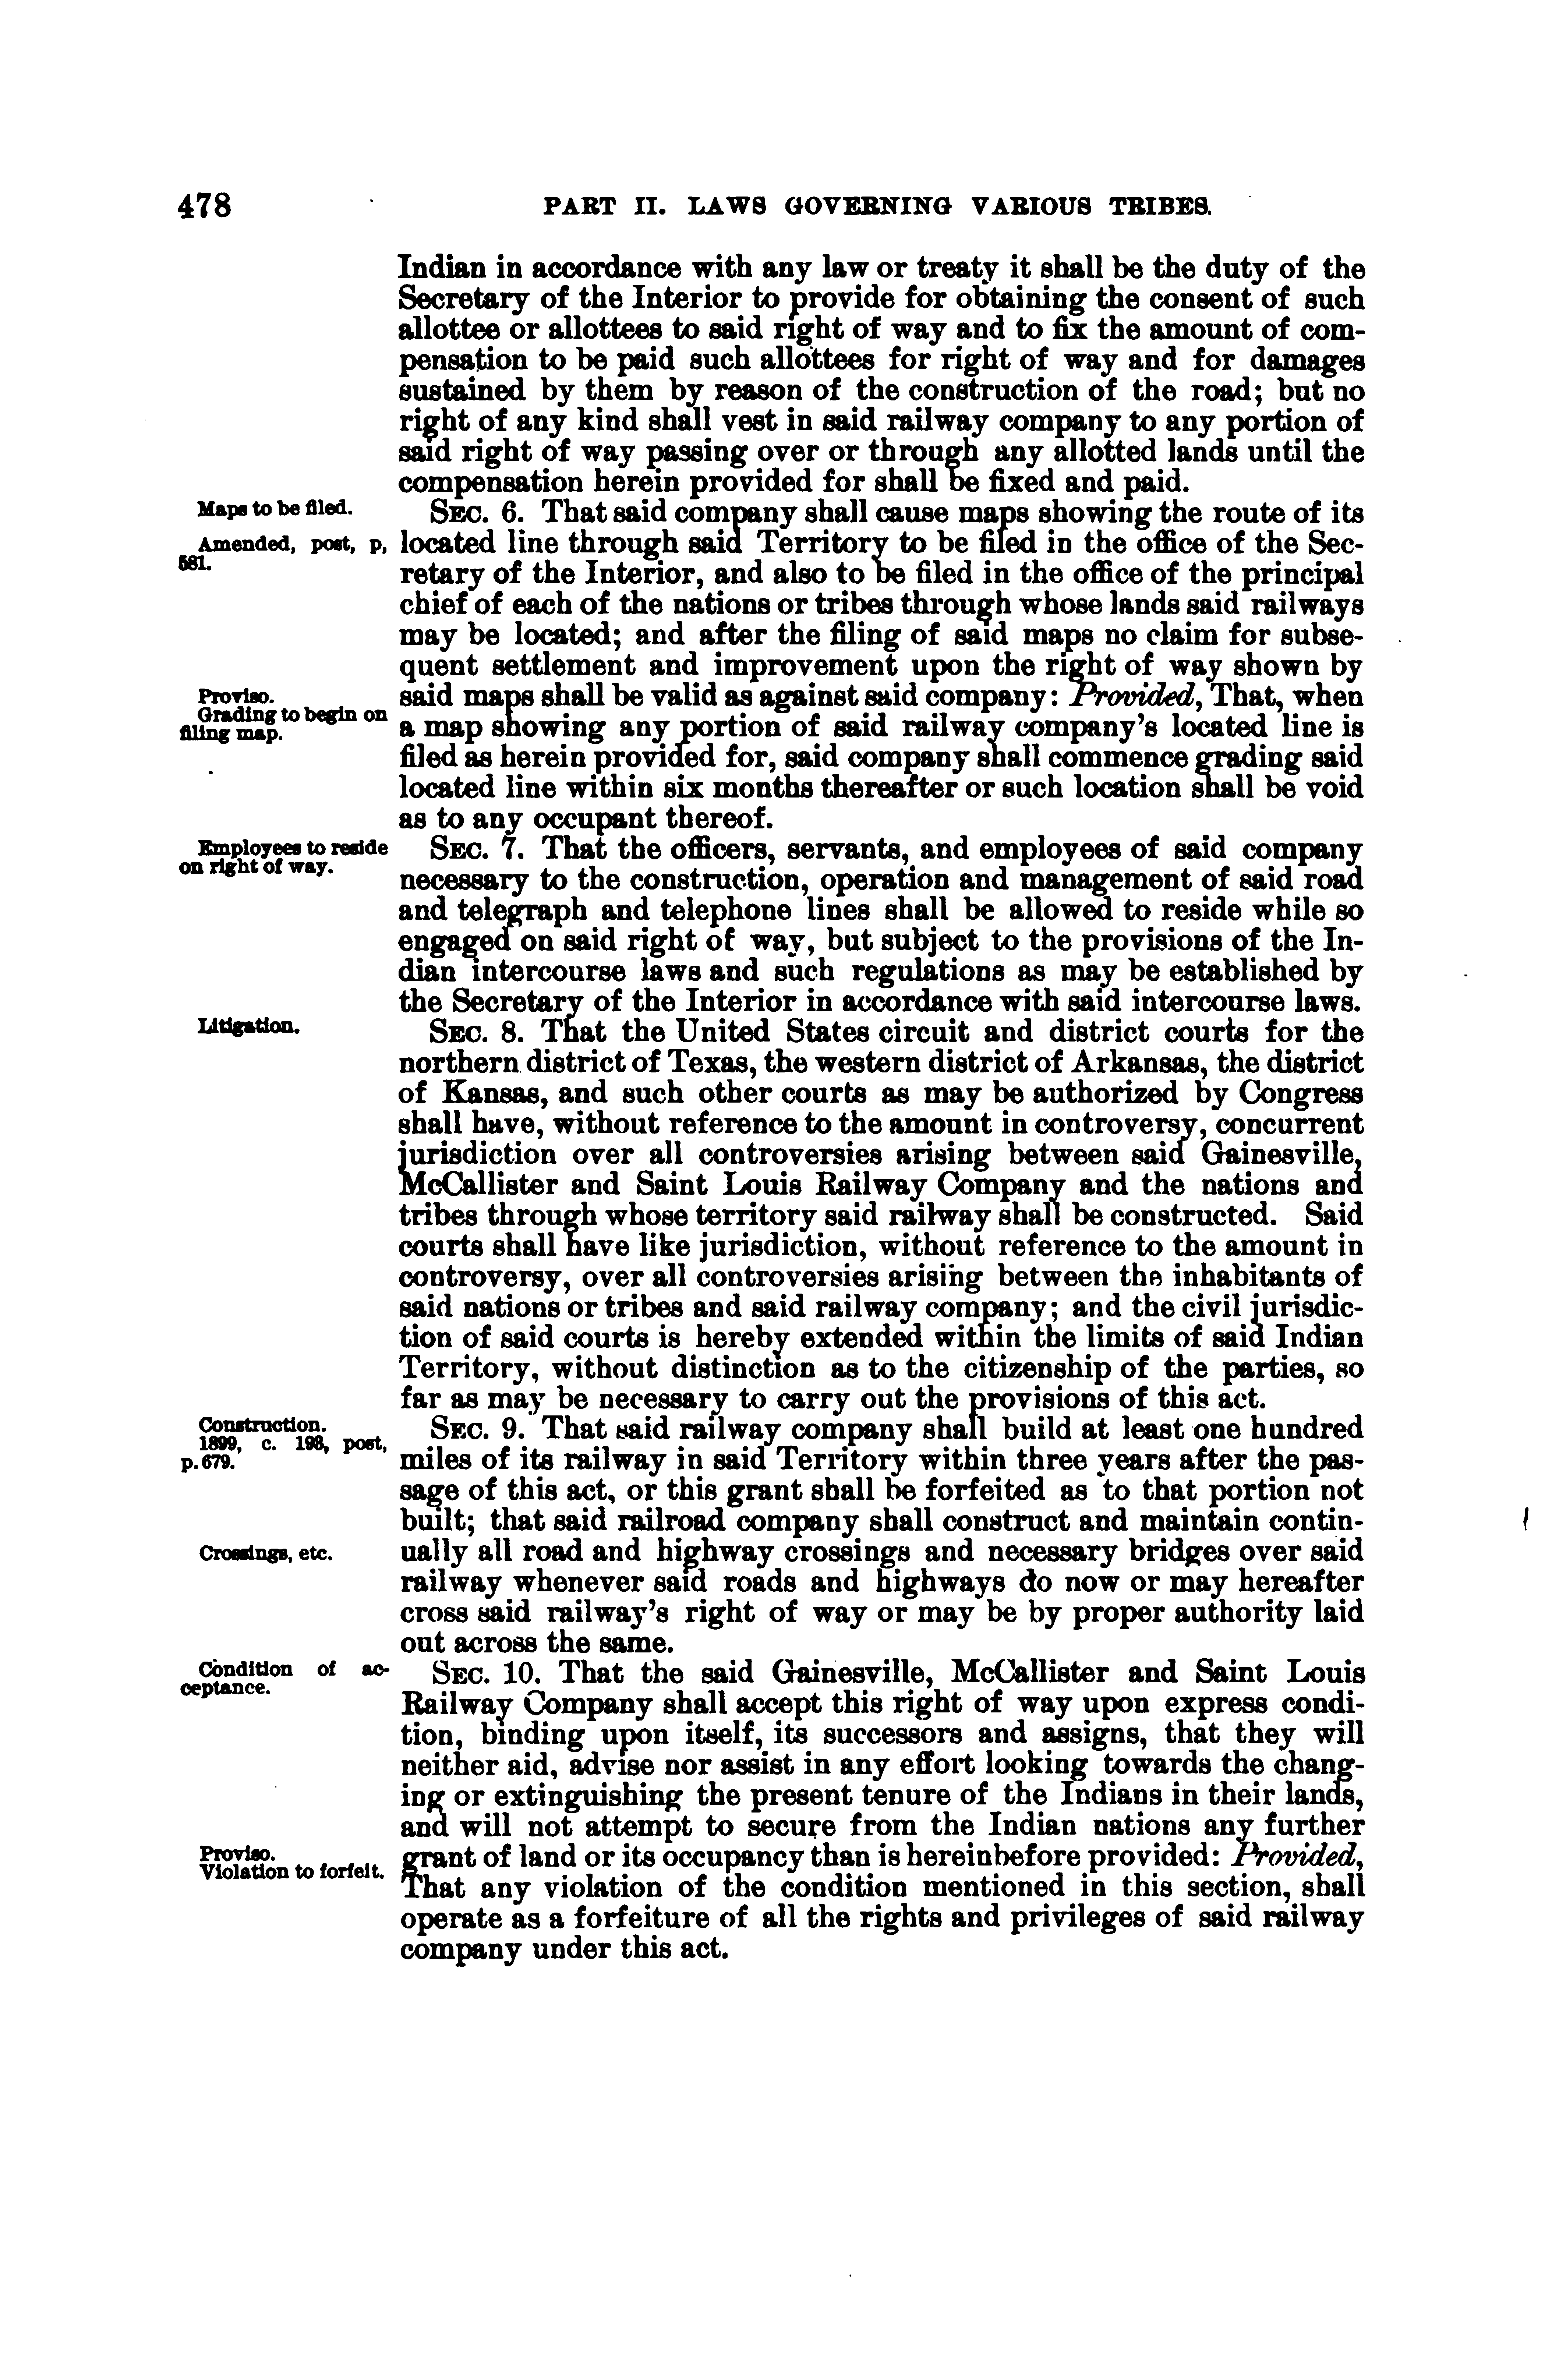 478
PART II. LAWS GOVERNING VARIOUS TRIBES.
Indian in accordance with any law or treaty it shall be the duty of the
Secretary of the Interior to provide for obtaining the consent of such
allottee or allottees to said right of way and to fix the amount of com-
pensation to be paid such allottees for right of way and for damages
sustained by them by reason of the construction of the road; but no
right of any kind shall vest in said railway company to any portion of
said right of way passing over or through any allotted lands until the
compensation herein provided for shall be fixed and paid.
Maps to be filed.
Amended, post, p,
581.
SEC. 6. That said company shall cause maps showing the route of its
located line through said Territory to be filed in the office of the Sec-
retary of the Interior, and also to be filed in the office of the principal
chief of each of the nations or tribes through whose lands said railways
may be located; and after the filing of said maps no claim for subse-
quent settlement and improvement upon the right of way shown by
Proviso.
Grading to begin on
filing map.
said maps shall be valid as against said company: Provided, That, when
a map showing any portion of said railway company's located line is
filed as herein provided for, said company shall commence grading said
located line within six months thereafter or such location shall be void
as to any occupant thereof.
Employees to reside
on right of way.
SEC. 7. That the officers, servants, and employees of said company
necessary to the construction, operation and management of said road
and telegraph and telephone lines shall be allowed to reside while so
engaged on said right of way, but subject to the provisions of the In-
dian intercourse laws and such regulations as may be established by
the Secretary of the Interior in accordance with said intercourse laws.
Litigation.
SEC. 8. That the United States circuit and district courts for the
northern district of Texas, the western district of Arkansas, the district
of Kansas, and such other courts as may be authorized by Congress
shall have, without reference to the amount in controversy, concurrent
jurisdiction over all controversies arising between said Gainesville,
McCallister and Saint Louis Railway Company and the nations and
tribes through whose territory said railway shall be constructed. Said
courts shall have like jurisdiction, without reference to the amount in
controversy, over all controversies arising between the inhabitants of
said nations or tribes and said railway company; and the civil jurisdic-
tion of said courts is hereby extended within the limits of said Indian
Territory, without distinction as to the citizenship of the parties, so
far as may be necessary to carry out the provisions of this act.
Construction.
1899, c. 198, post,
p. 679.
SEC. 9. That said railway company shall build at least one hundred
miles of its railway in said Territory within three years after the pas-
sage of this act, or this grant shall be forfeited as to that portion not
built; that said railroad company shall construct and maintain contin-
Crossings, etc.
ually all road and highway crossings and necessary bridges over said
railway whenever said roads and highways do now or may hereafter
cross said railway's right of way or may be by proper authority laid
out across the same.
Condition of ac-
ceptance.
SEC. 10. That the said Gainesville, McCallister and Saint Louis
Railway Company shall accept this right of way upon express condi-
tion, binding upon itself, its successors and assigns, that they will
neither aid, advise nor assist in any effort looking towards the chang-
ing or extinguishing the present tenure of the Indians in their lands,
and will not attempt to secure from the Indian nations any further
Proviso.
Violation to forfeit.
grant of land or its occupancy than is hereinbefore provided: Provided,
That any violation of the condition mentioned in this section, shall
operate as a forfeiture of all the rights and privileges of said railway
company under this act.